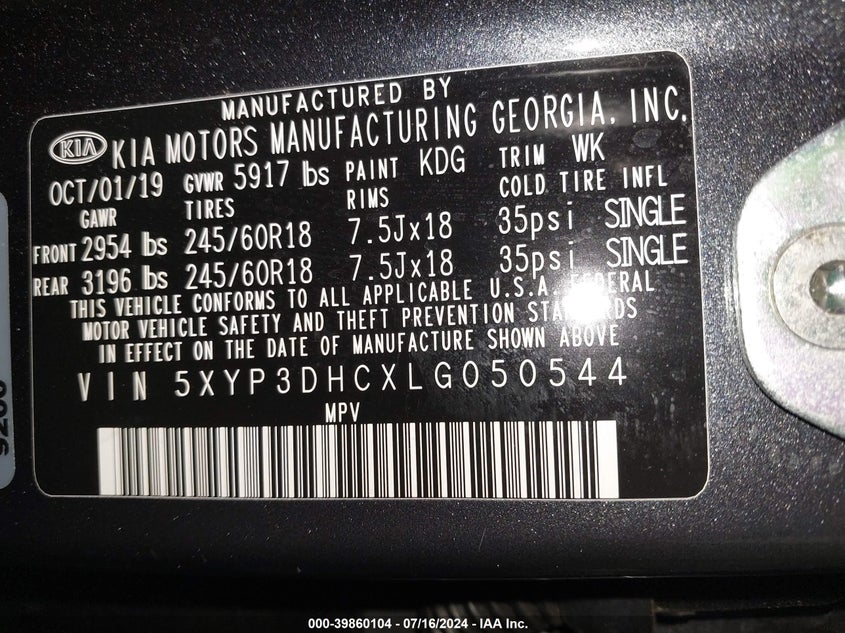 MANUFACTURED BY
KIA KIA MOTORS MANUFACTURING GEORGIA, INC.
OCT/01/19 GVWR 5917 lbs PAINT KDG TRIM WK
GAWR TIRES RIMS COLD TIRE INFL
FRONT 2954 lbs 245/60R18 7.5Jx18 35psi SINGLE
REAR 3196 lbs 245/60R18 7.5Jx18 35psi SINGLE
THIS VEHICLE CONFORMS TO ALL APPLICABLE U.S.A. FEDERAL
MOTOR VEHICLE SAFETY AND THEFT PREVENTION STANDARDS
IN EFFECT ON THE DATE OF MANUFACTURE SHOWN ABOVE
VIN 5XYP3DHCXLG050544
MPV
000-39860104 - 07/16/2024 - IAA Inc.